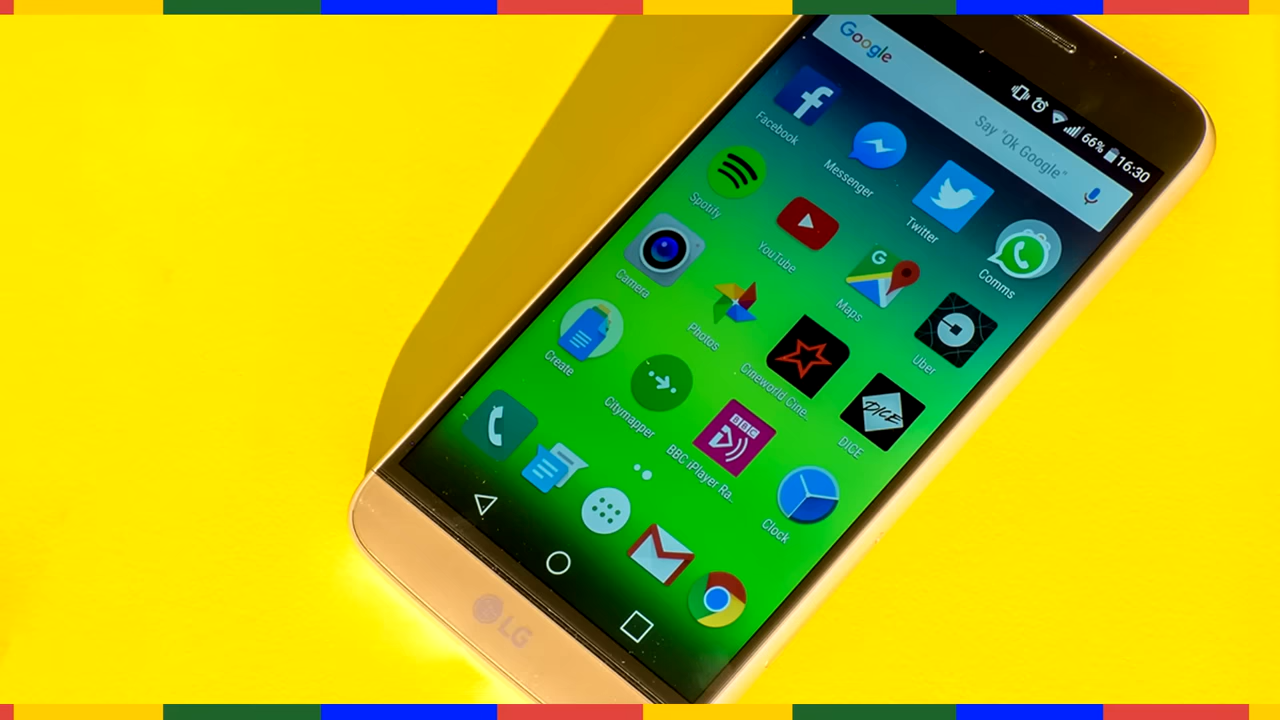 66% 16:30
Google
Say "Ok Google"
f
Facebook
Messenger
Twitter
Comms
Spotify
YouTube
G
Maps
Uber
Camera
Photos
Cineworld Cine..
DICE
DICE
Create
Citymapper
BBC
BBC iPlayer Ra..
Clock
LG